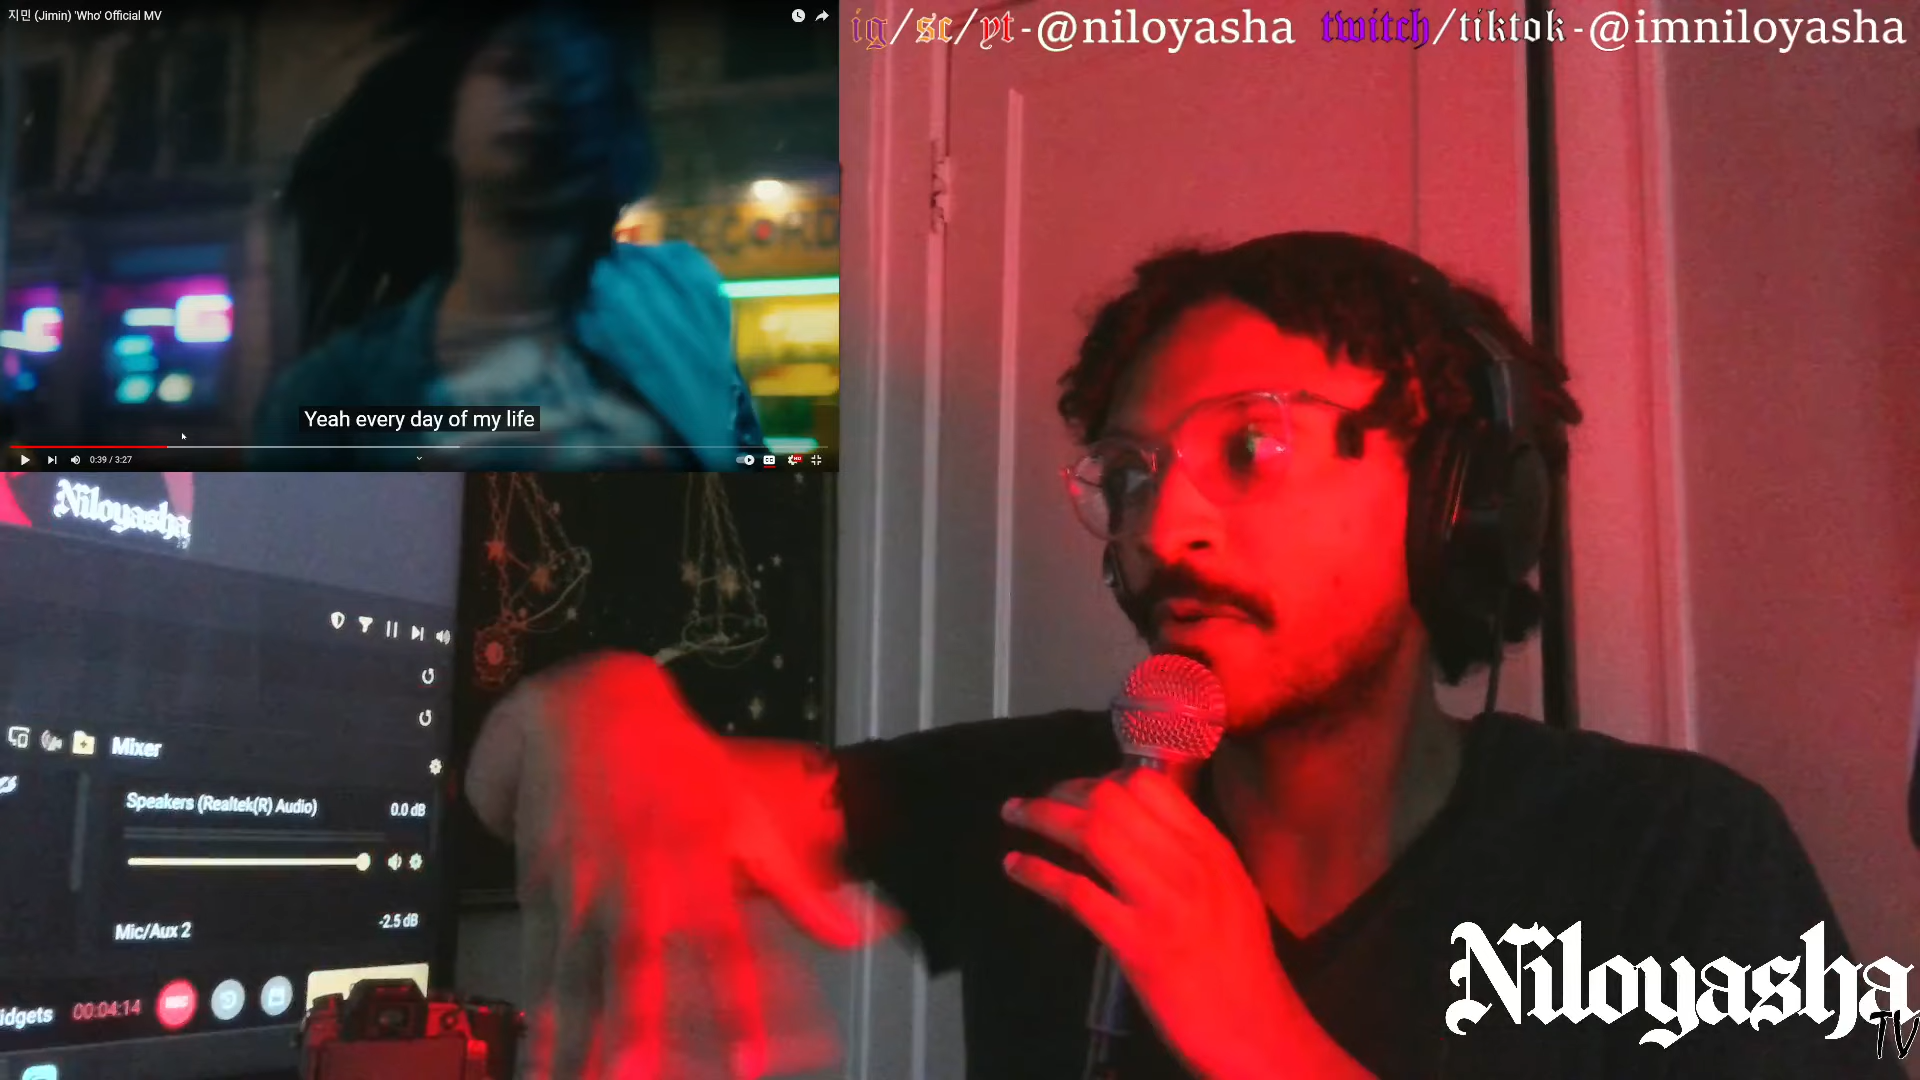 지민 (Jimin) 'Who' Official MV
ig/sc/yt-@niloyasha twitch/tiktok-@imniloyasha
Yeah every day of my life
0:39 / 3:27
HD
Niloyasha
Mixer
Speakers (Realtek(R) Audio) 0.0 dB
Mic/Aux 2 -2.5 dB
idgets 00:04:14 REC
Niloyasha
TV